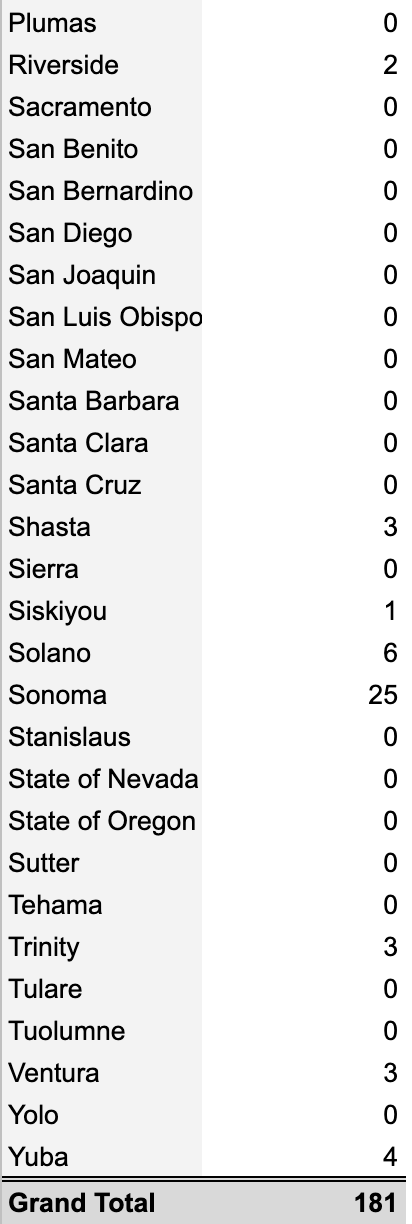 Plumas 0
Riverside 2
Sacramento 0
San Benito 0
San Bernardino 0
San Diego 0
San Joaquin 0
San Luis Obispo 0
San Mateo 0
Santa Barbara 0
Santa Clara 0
Santa Cruz 0
Shasta 3
Sierra 0
Siskiyou 1
Solano 6
Sonoma 25
Stanislaus 0
State of Nevada 0
State of Oregon 0
Sutter 0
Tehama 0
Trinity 3
Tulare 0
Tuolumne 0
Ventura 3
Yolo 0
Yuba 4
Grand Total 181